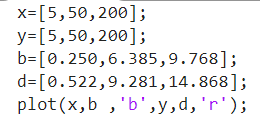 x=[5,50,200];
y=[5,50,200];
b=[0.250,6.385,9.768];
d=[0.522,9.281,14.868];
plot(x,b ,'b',y,d,'r');